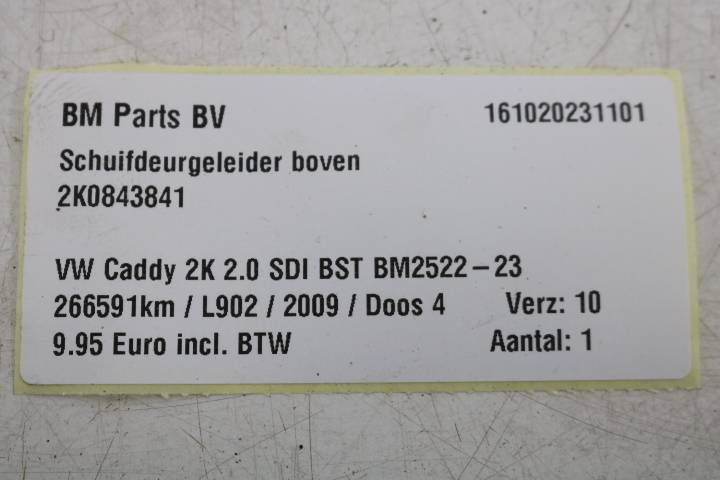 BM Parts BV 161020231101
Schuifdeurgeleider boven
2K0843841
VW Caddy 2K 2.0 SDI BST BM2522-23
266591km / L902 / 2009 / Doos 4 Verz: 10
9.95 Euro incl. BTW Aantal: 1